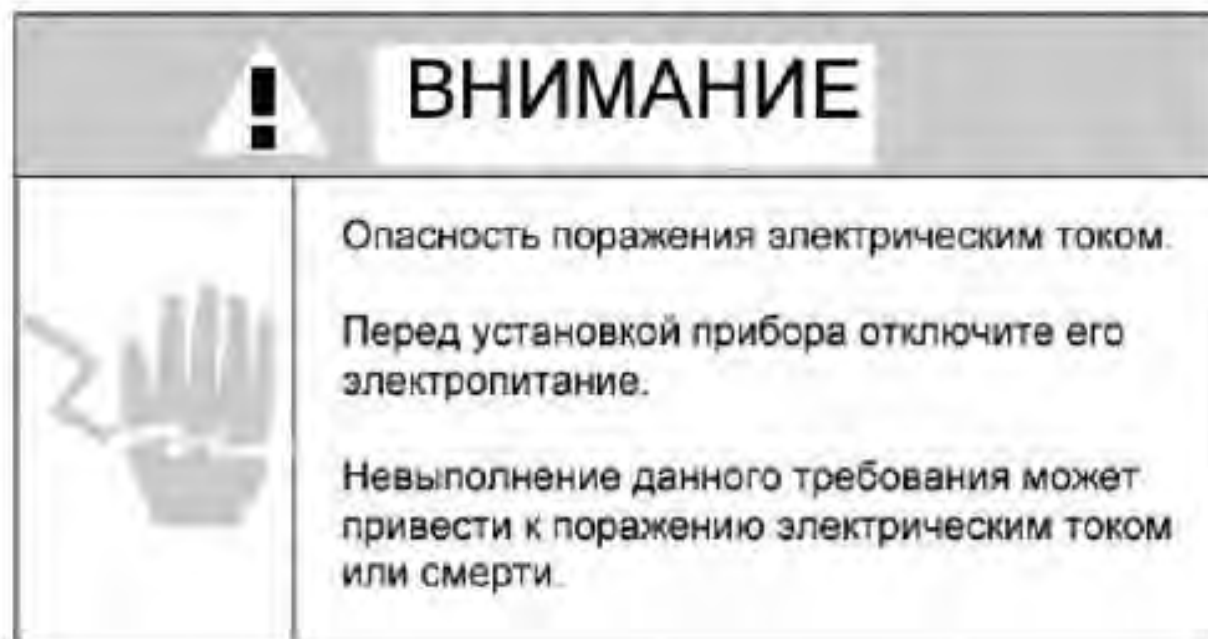 ВНИМАНИЕ
Опасность поражения электрическим током.
Перед установкой прибора отключите его
электропитание.
Невыполнение данного требования может
привести к поражению электрическим током
или смерти.